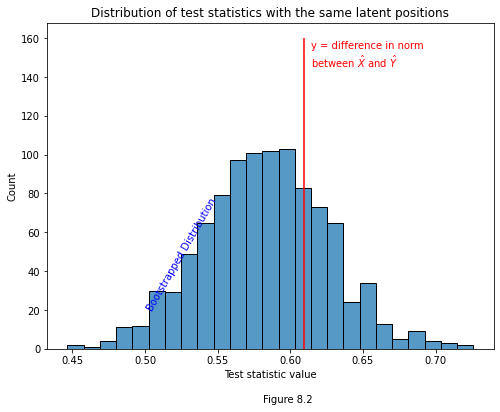 Distribution of test statistics with the same latent positions
y = difference in norm
between X̂ and Ŷ
Bootstrapped Distribution
Count
160
140
120
100
80
60
40
20
0
0.45 0.50 0.55 0.60 0.65 0.70
Test statistic value
Figure 8.2